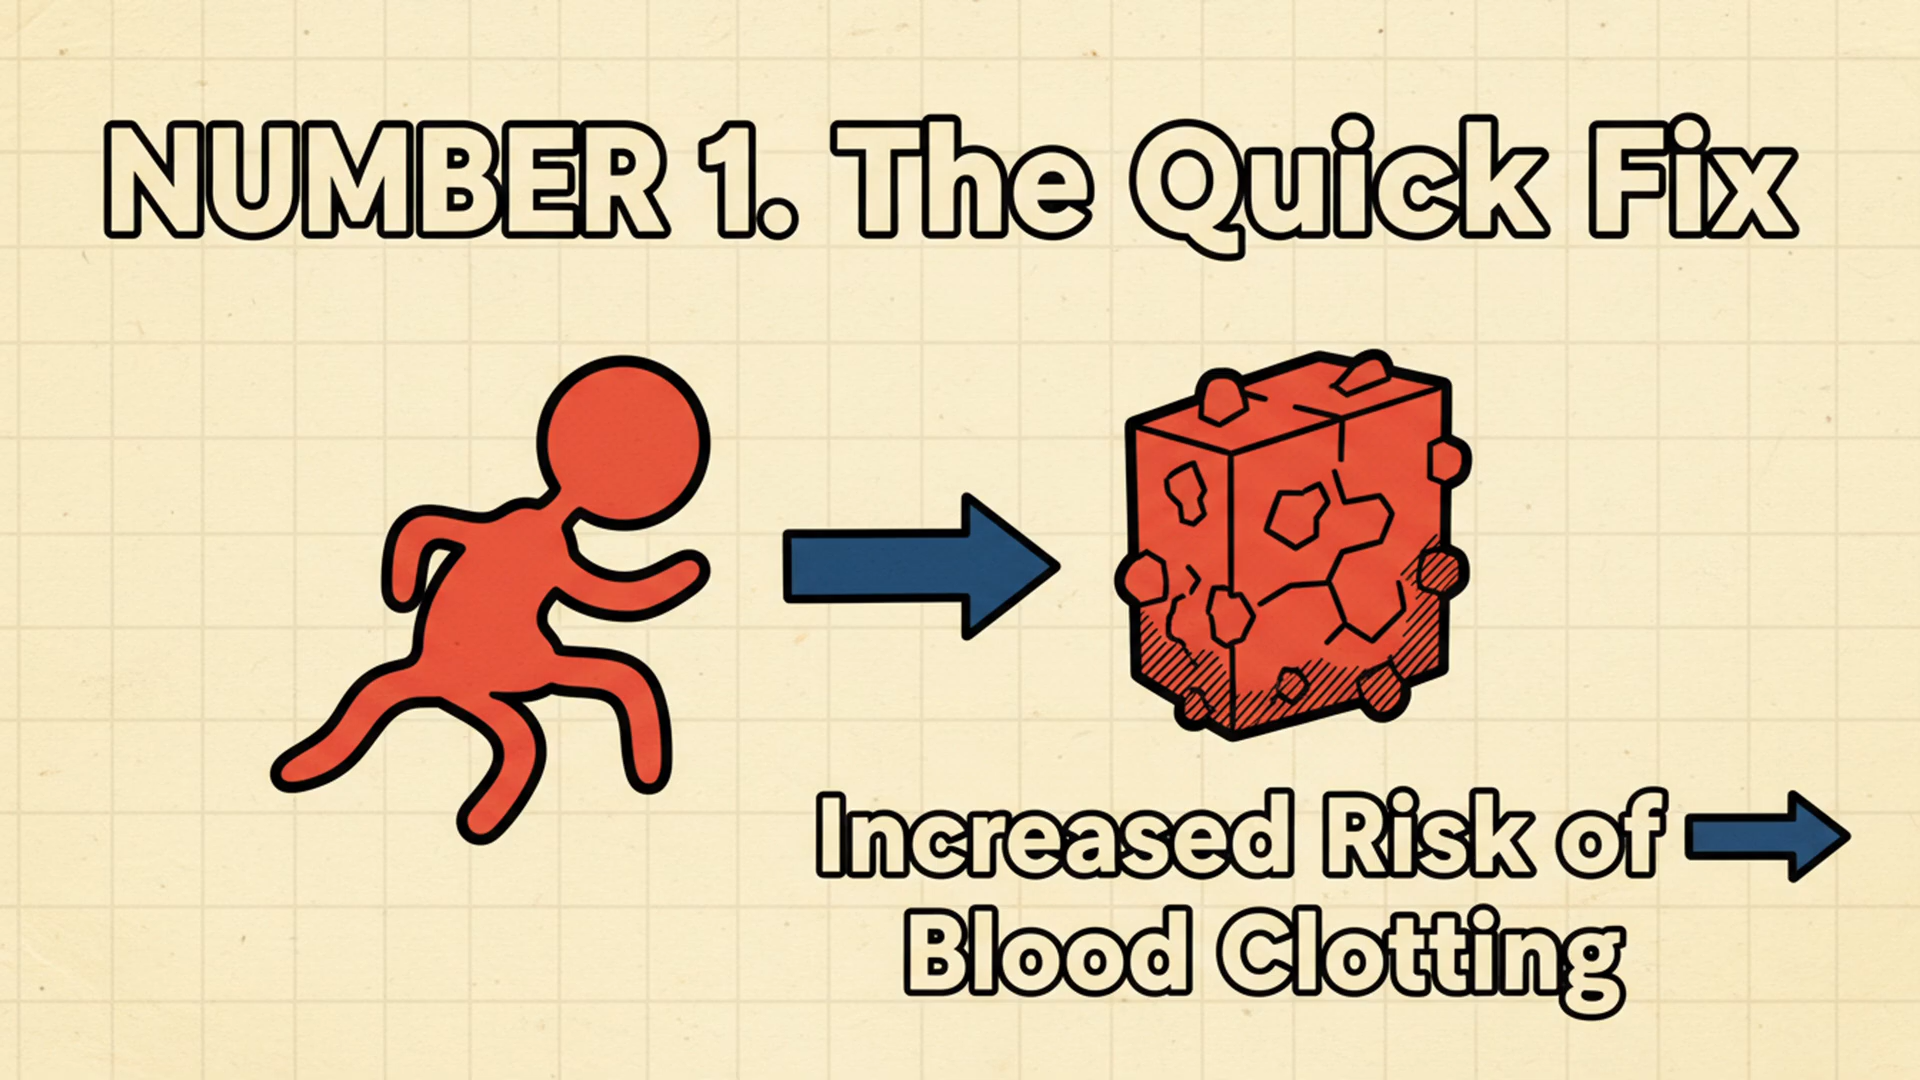 NUMBER 1. The Quick Fix
Increased Risk of
Blood Clotting